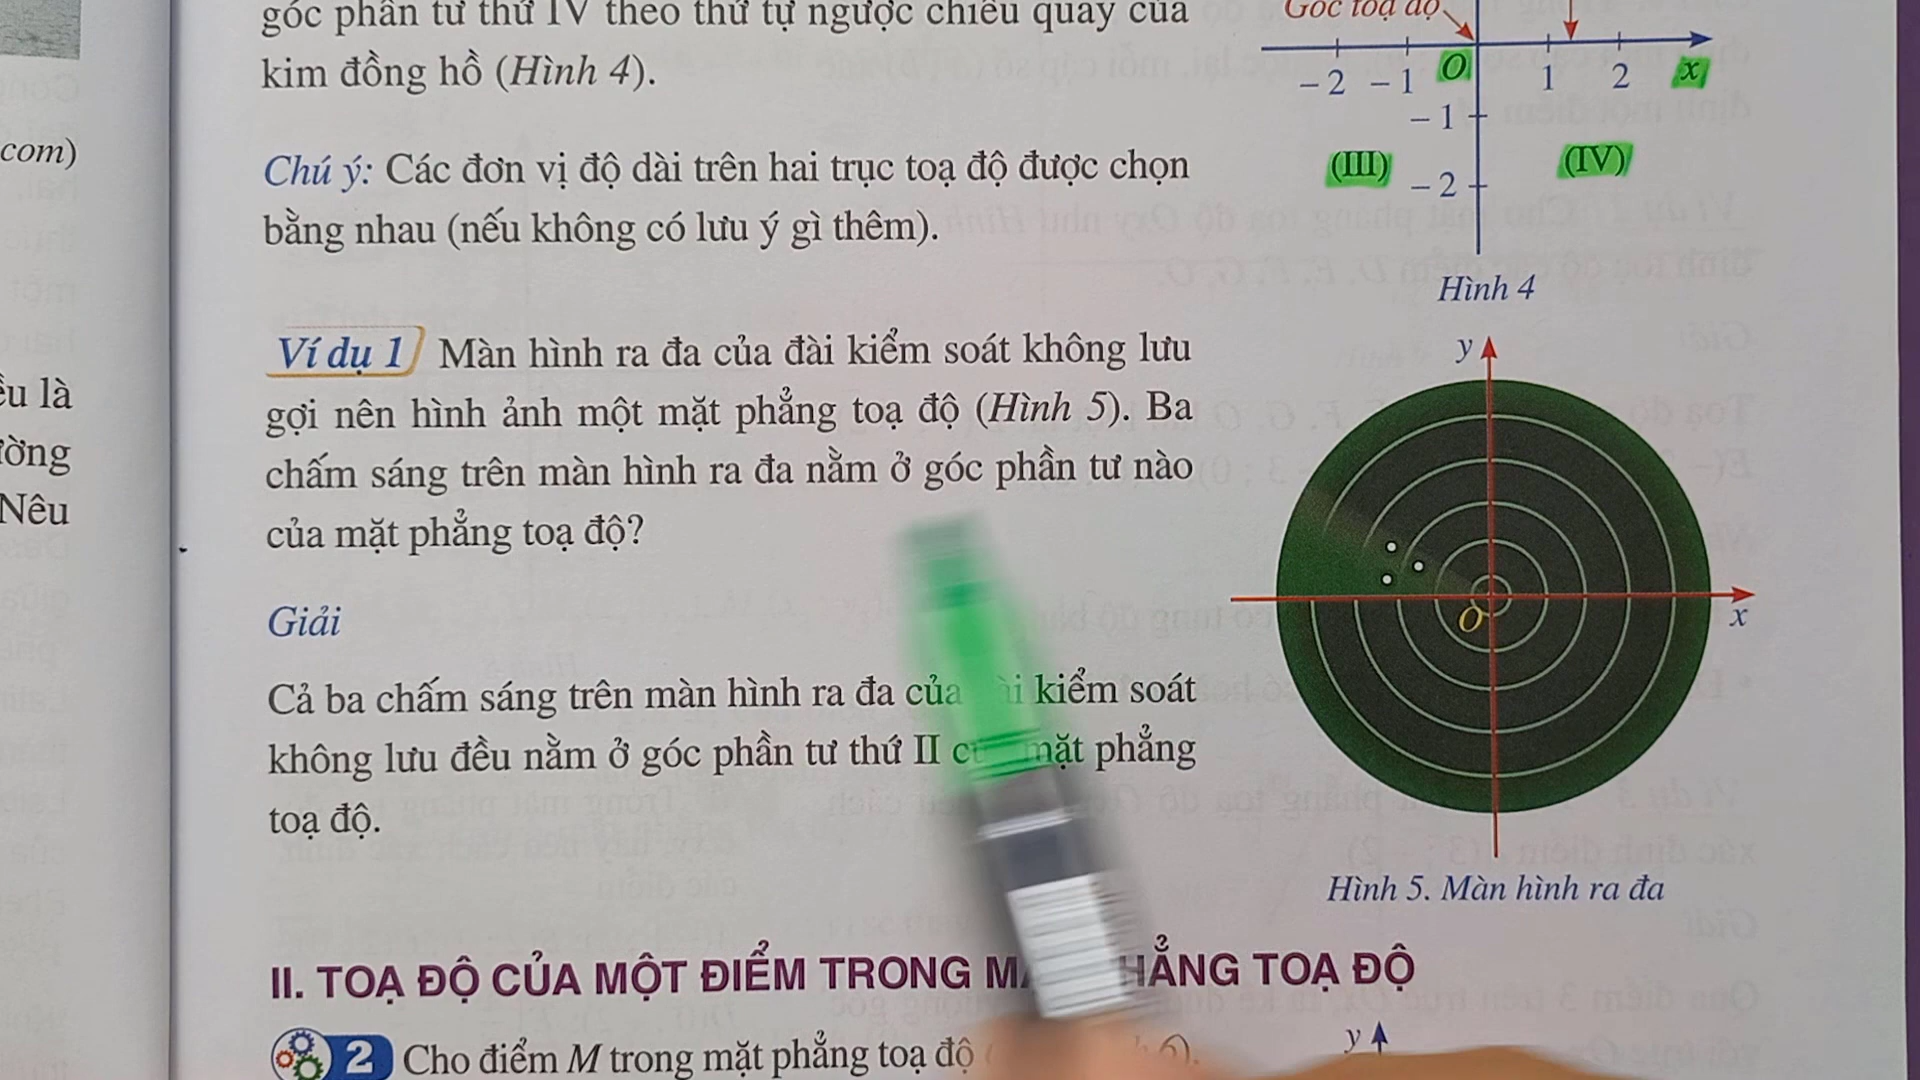 góc phần tư thứ IV theo thứ tự ngược chiều quay của
kim đồng hồ (Hình 4).
com)
Chú ý: Các đơn vị độ dài trên hai trục toạ độ được chọn
bằng nhau (nếu không có lưu ý gì thêm).
Gốc toạ độ
– 2 – 1 O 1 2 x
– 1
(III) – 2 (IV)
Hình 4
Ví dụ 1 Màn hình ra đa của đài kiểm soát không lưu
gợi nên hình ảnh một mặt phẳng toạ độ (Hình 5). Ba
chấm sáng trên màn hình ra đa nằm ở góc phần tư nào
của mặt phẳng toạ độ?
là
Nêu
Giải
Cả ba chấm sáng trên màn hình ra đa của kiểm soát
không lưu đều nằm ở góc phần tư thứ II mặt phẳng
toạ độ.
y
O
x
Hình 5. Màn hình ra đa
II. TOẠ ĐỘ CỦA MỘT ĐIỂM TRONG TOẠ ĐỘ
2 Cho điểm M trong mặt phẳng toạ độ 6).
y